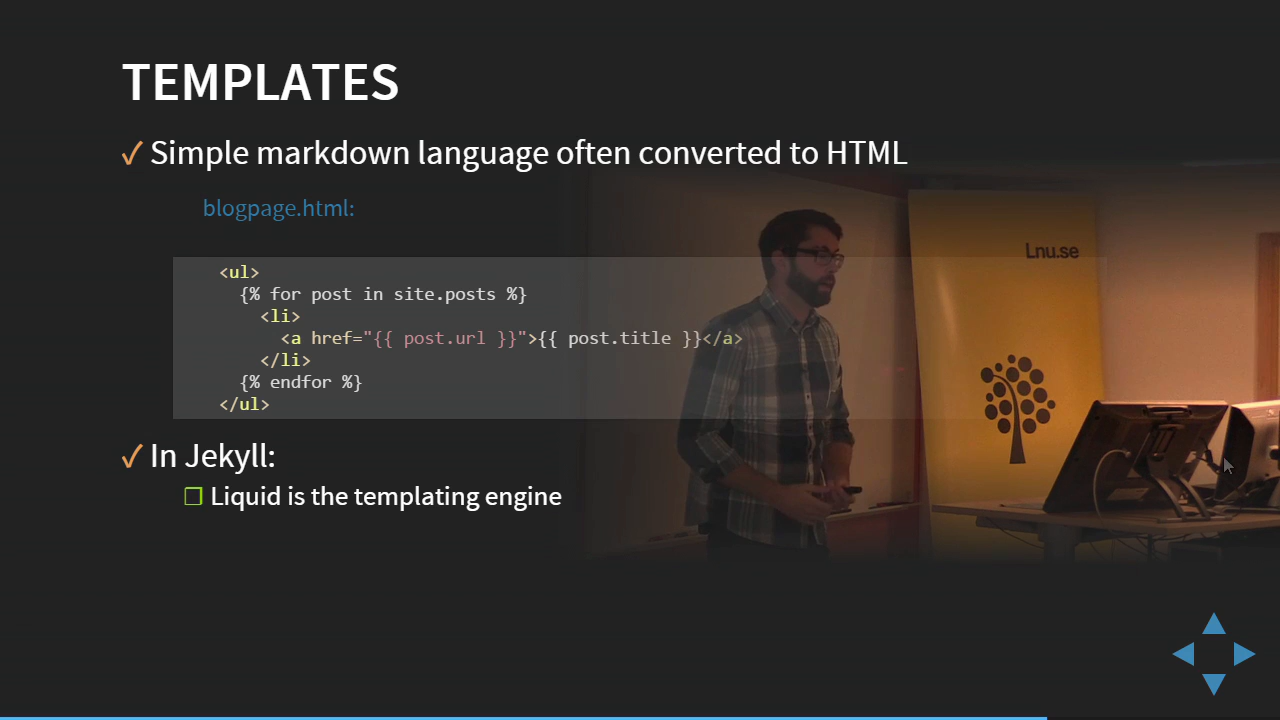 TEMPLATES
✓ Simple markdown language often converted to HTML
blogpage.html:
Lnu.se
<ul>
  {% for post in site.posts %}
    <li>
      <a href="{{ post.url }}">{{ post.title }}</a>
    </li>
  {% endfor %}
</ul>
✓ In Jekyll:
❐ Liquid is the templating engine